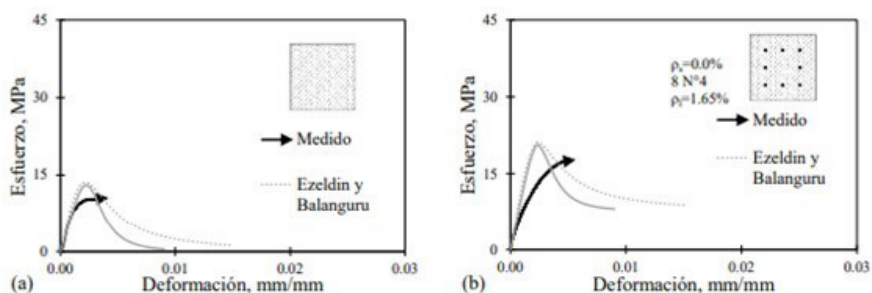 45
30
15
0
Esfuerzo, MPa
Medido
Ezeldin y
Balanguru
0.00
0.01
0.02
0.03
(a)
Deformación, mm/mm
45
30
15
0
Esfuerzo, MPa
ρs=0.0%
8 N°4
ρl=1.65%
Medido
Ezeldin y
Balanguru
0.00
0.01
0.02
0.03
(b)
Deformación, mm/mm